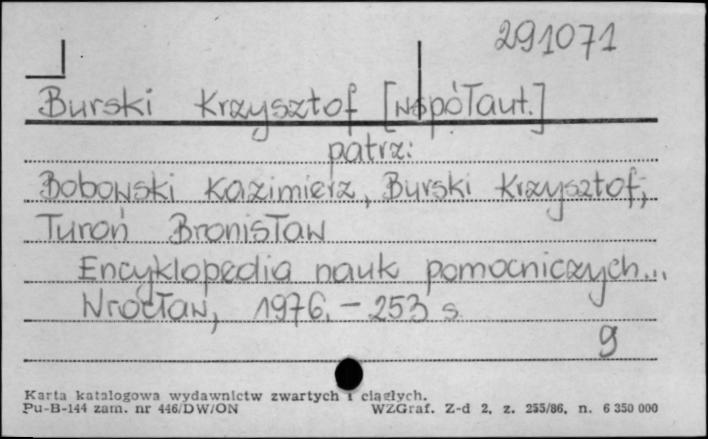 291071
Burski Krzysztof [współaut.]
patrz:
Bobowski Kazimierz, Burski Krzysztof,
Turoń Bronisław
Encyklopedia nauk pomocniczych...
Wrocław, 1976. – 253 s.
g
Karta katalogowa wydawnictw zwartych i ciągłych.
Pu-B-144 zam. nr 446/DW/ON WZGraf. Z-d 2, z. 255/86, n. 6 350 000